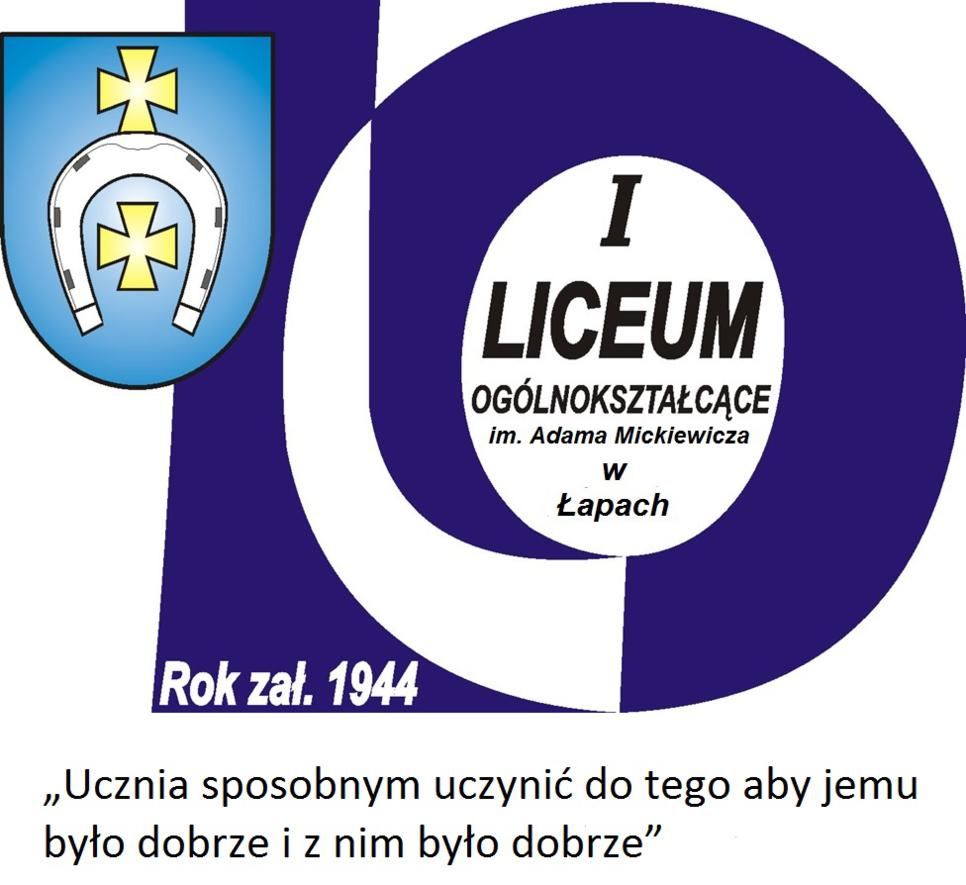 I
LICEUM
OGÓLNOKSZTAŁCĄCE
im. Adama Mickiewicza
w
Łapach
Rok zał. 1944
„Ucznia sposobnym uczynić do tego aby jemu
było dobrze i z nim było dobrze”